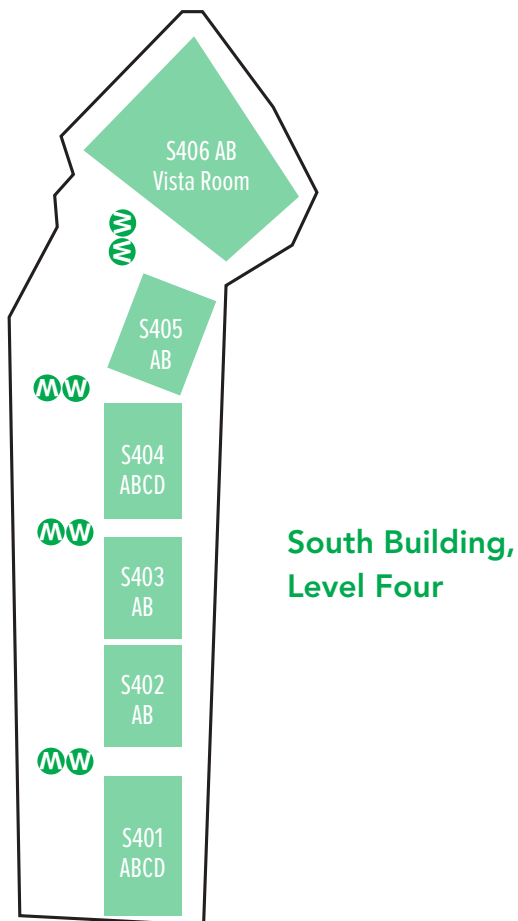 S406 AB
Vista Room
M
W
S405
AB
M W
S404
ABCD
M W
South Building,
Level Four
S403
AB
S402
AB
M W
S401
ABCD